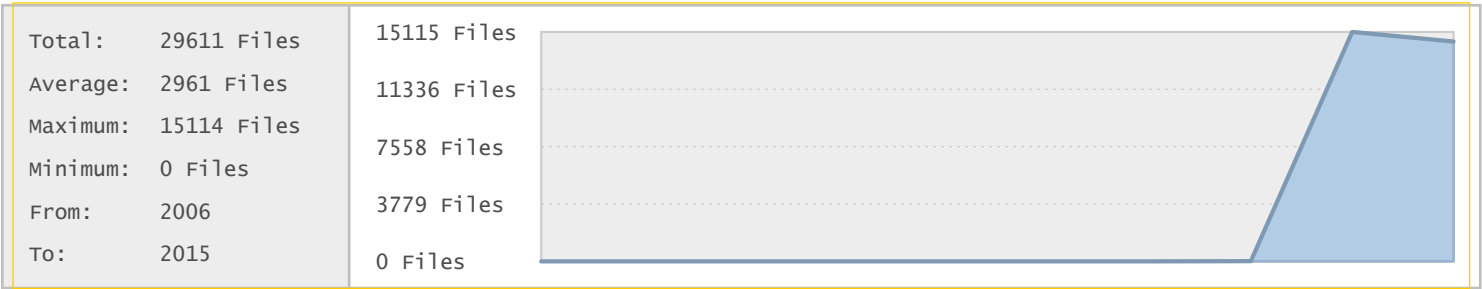 Total: 29611 Files
Average: 2961 Files
Maximum: 15114 Files
Minimum: 0 Files
From: 2006
To: 2015
15115 Files
11336 Files
7558 Files
3779 Files
0 Files